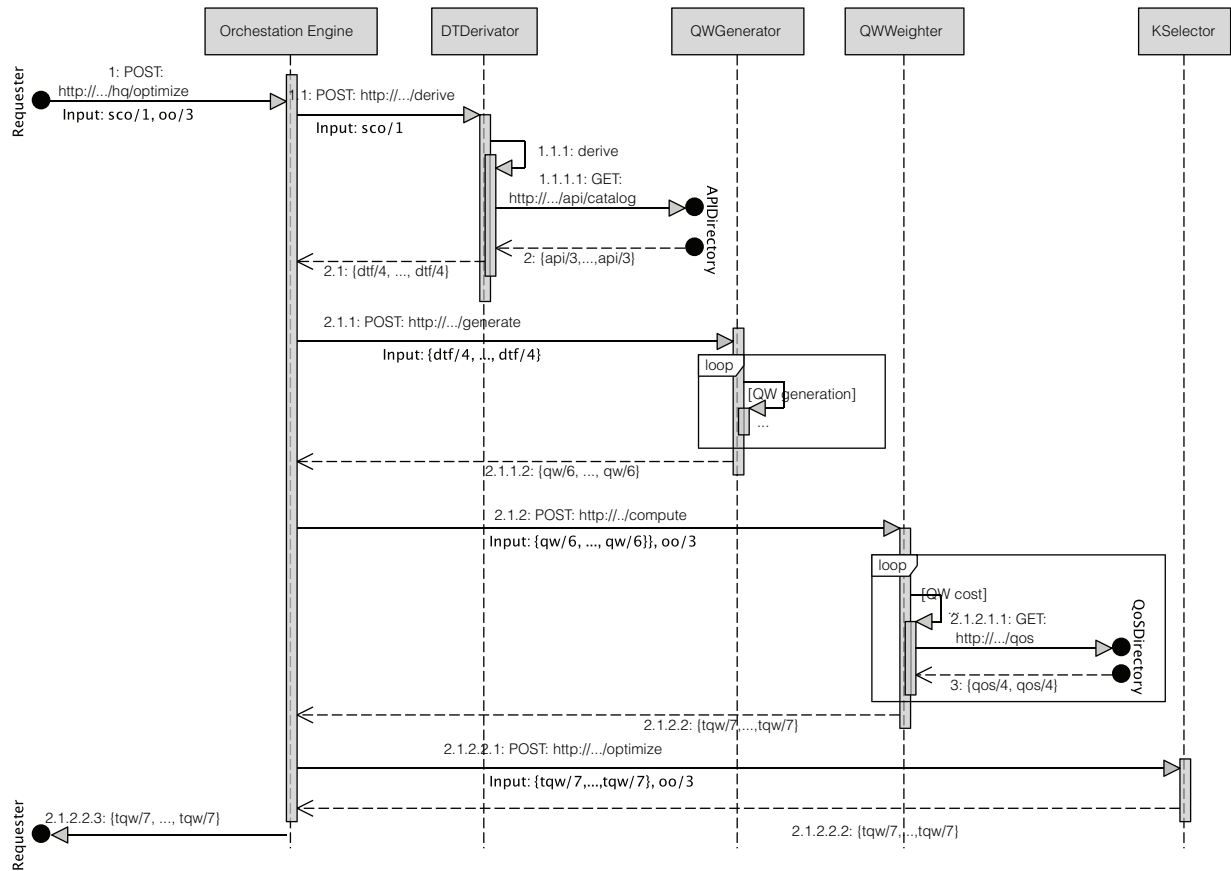 Orchestation Engine
DTDerivator
QWGenerator
QWWeighter
KSelector
Requester
1: POST:
http://.../hq/optimize
Input: sco/1, oo/3
1.1: POST: http://.../derive
Input: sco/1
1.1.1: derive
1.1.1.1: GET:
http://.../api/catalog
APIDirectory
2: {api/3,...,api/3}
2.1: {dtf/4, ..., dtf/4}
2.1.1: POST: http://.../generate
Input: {dtf/4, ..., dtf/4}
loop
[QW generation]
...
2.1.1.2: {qw/6, ..., qw/6}
2.1.2: POST: http://../compute
Input: {qw/6, ..., qw/6}}, oo/3
loop
[QW cost]
...
2.1.2.1.1: GET:
http://.../qos
QoSDirectory
3: {qos/4, qos/4}
2.1.2.2: {tqw/7,...,tqw/7}
2.1.2.2.1: POST: http://.../optimize
Input: {tqw/7,...,tqw/7}, oo/3
2.1.2.2.3: {tqw/7, ..., tqw/7}
2.1.2.2.2: {tqw/7,...,tqw/7}
Requester